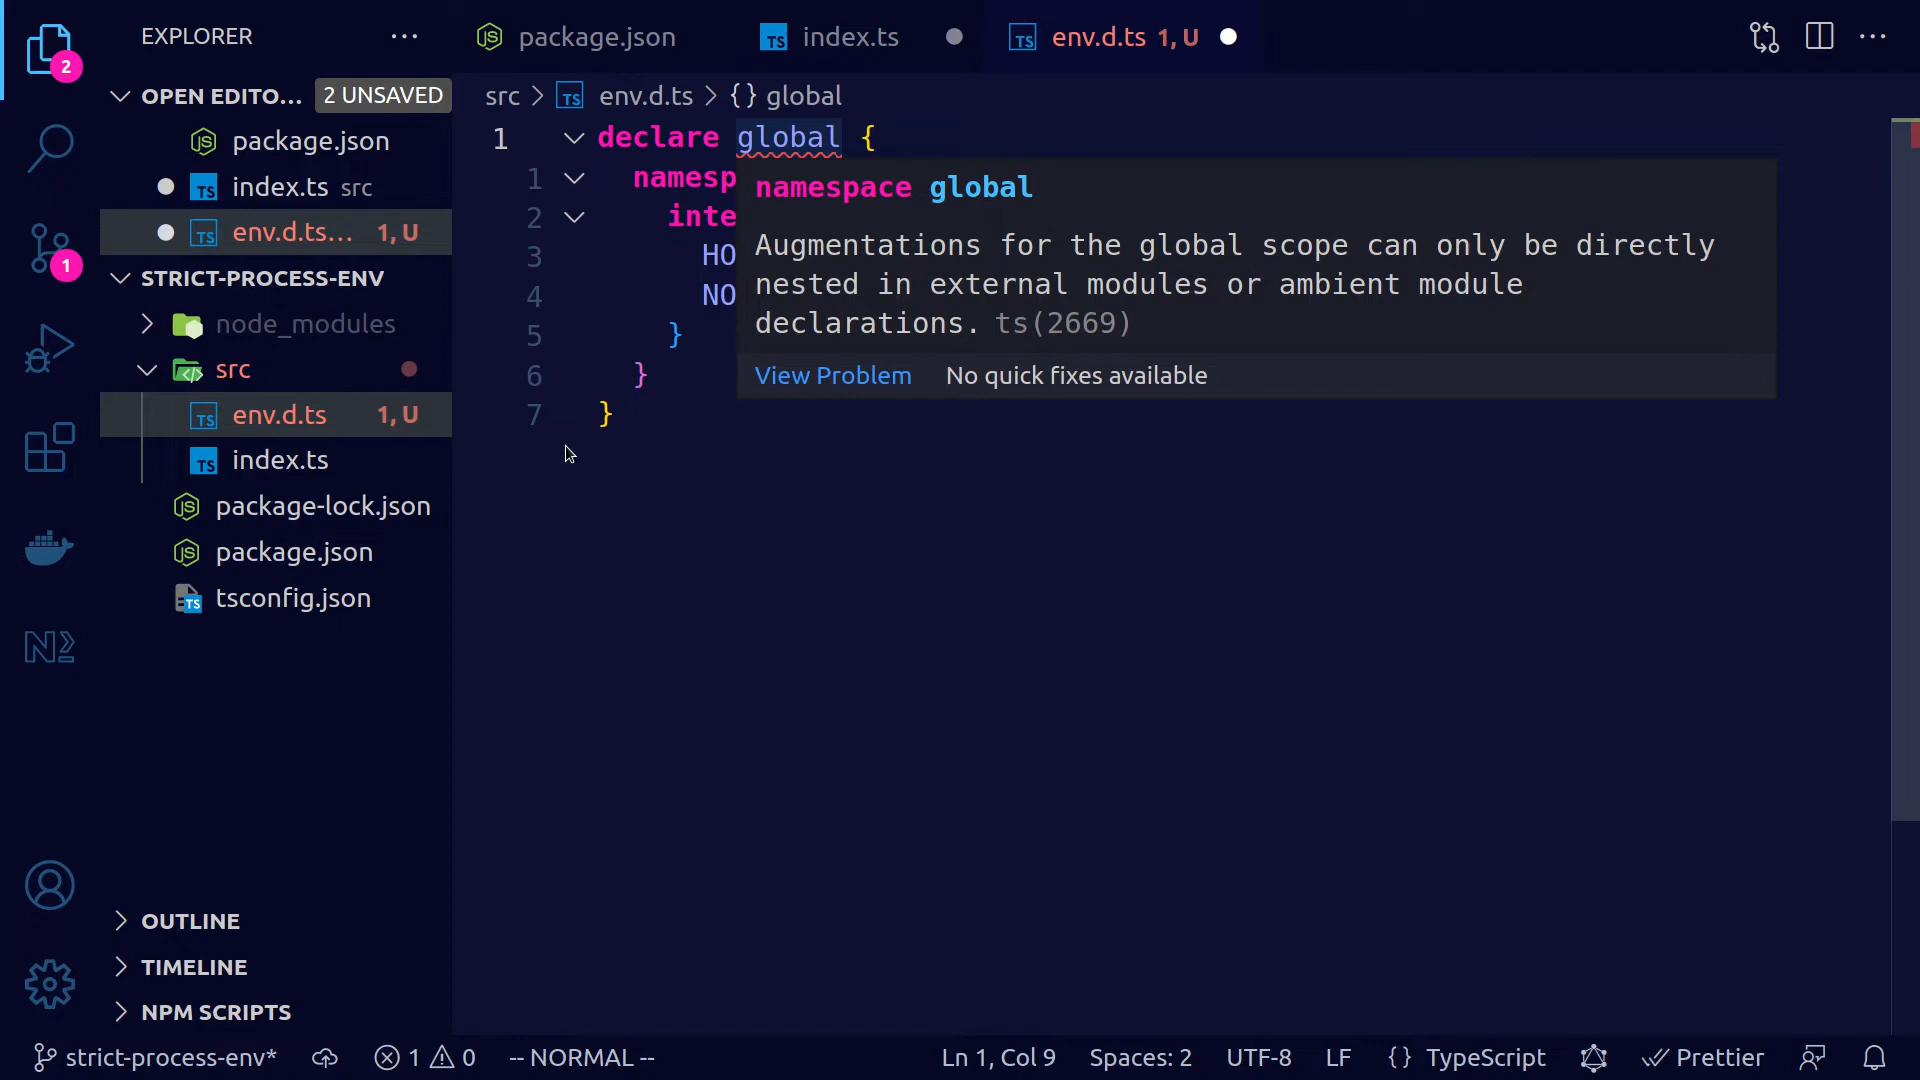 EXPLORER
package.json
index.ts
env.d.ts 1, U
2
OPEN EDITO... 2 UNSAVED
package.json
index.ts src
env.d.ts... 1, U
1
STRICT-PROCESS-ENV
node_modules
src
env.d.ts 1, U
index.ts
package-lock.json
package.json
tsconfig.json
OUTLINE
TIMELINE
NPM SCRIPTS
src > env.d.ts > {} global
1 declare global {
1 namesp
2 inte
3 HO
4 NO
5 }
6 }
7 }
namespace global
Augmentations for the global scope can only be directly
nested in external modules or ambient module
declarations. ts(2669)
View Problem No quick fixes available
strict-process-env* 1 0 -- NORMAL -- Ln 1, Col 9 Spaces: 2 UTF-8 LF {} TypeScript Prettier